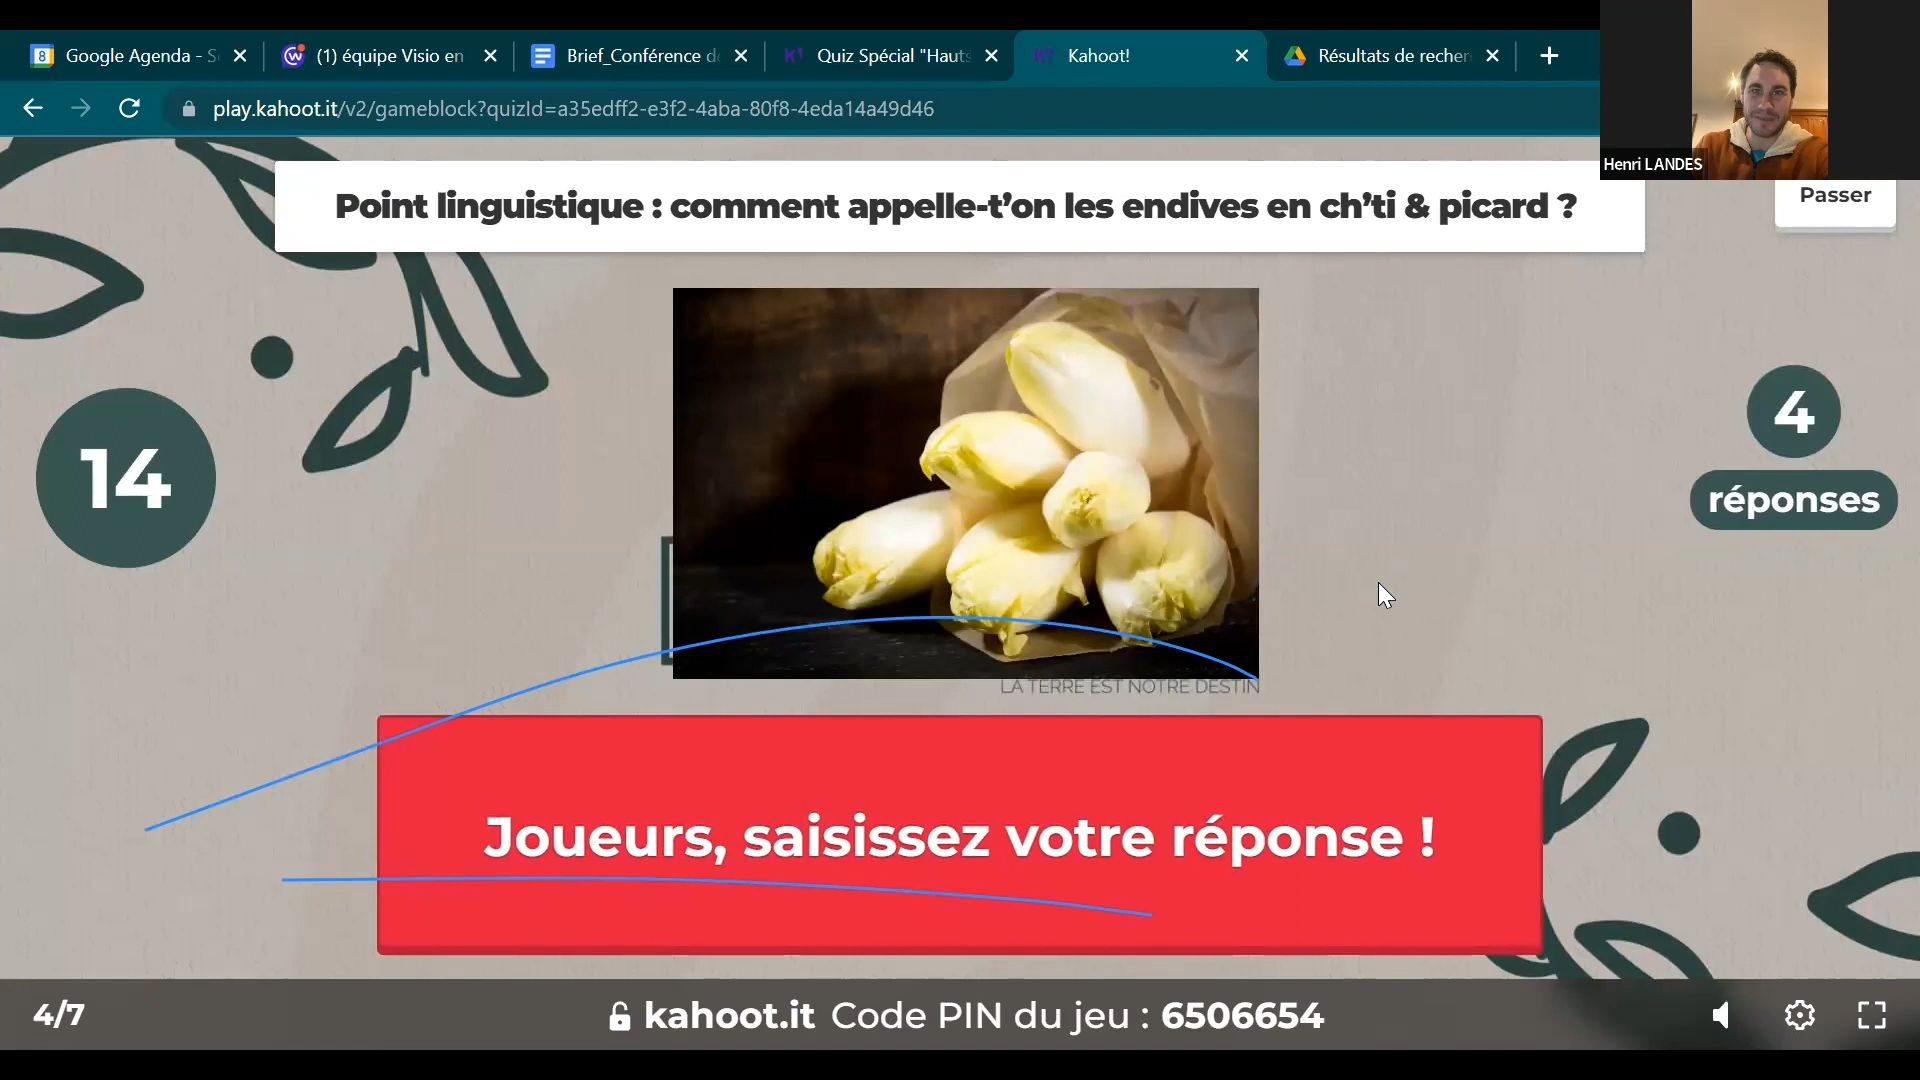 Google Agenda - S
(1) équipe Visio en
Brief_Conférence de
Quiz Spécial "Hauts
Kahoot!
Résultats de recher
play.kahoot.it/v2/gameblock?quizId=a35edff2-e3f2-4aba-80f8-4eda14a49d46
Henri LANDES
Point linguistique : comment appelle-t’on les endives en ch’ti & picard ?
Passer
14
4
réponses
LA TERRE EST NOTRE DESTIN
Joueurs, saisissez votre réponse !
4/7
kahoot.it Code PIN du jeu : 6506654